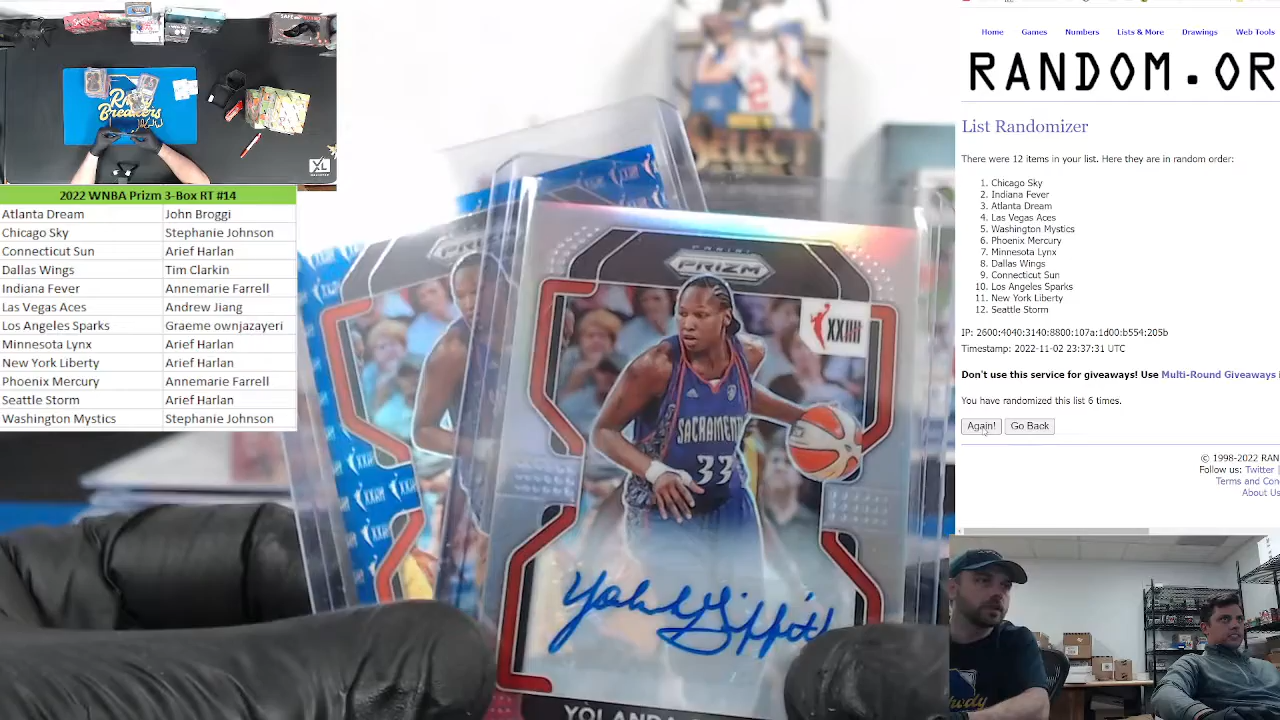 2022 WNBA Prizm 3-Box RT #14
Atlanta Dream John Broggi
Chicago Sky Stephanie Johnson
Connecticut Sun Arief Harlan
Dallas Wings Tim Clarkin
Indiana Fever Annemarie Farrell
Las Vegas Aces Andrew Jiang
Los Angeles Sparks Graeme ownjazayeri
Minnesota Lynx Arief Harlan
New York Liberty Arief Harlan
Phoenix Mercury Annemarie Farrell
Seattle Storm Arief Harlan
Washington Mystics Stephanie Johnson
XL
2
SELECT
PANINI
PRIZM
XXIIII
SACRAMEN
33
Yolanda Griffith
YOLANDA
Home Games Numbers Lists & More Drawings Web Tools
RANDOM.OR
List Randomizer
There were 12 items in your list. Here they are in random order:
1. Chicago Sky
2. Indiana Fever
3. Atlanta Dream
4. Las Vegas Aces
5. Washington Mystics
6. Phoenix Mercury
7. Minnesota Lynx
8. Dallas Wings
9. Connecticut Sun
10. Los Angeles Sparks
11. New York Liberty
12. Seattle Storm
IP: 2600:4040:3140:8800:107a:1d00:b554:205b
Timestamp: 2022-11-02 23:37:31 UTC
Don't use this service for giveaways! Use Multi-Round Giveaways i
You have randomized this list 6 times.
Again! Go Back
© 1998-2022 RAN
Follow us: Twitter |
Terms and Con
About Us